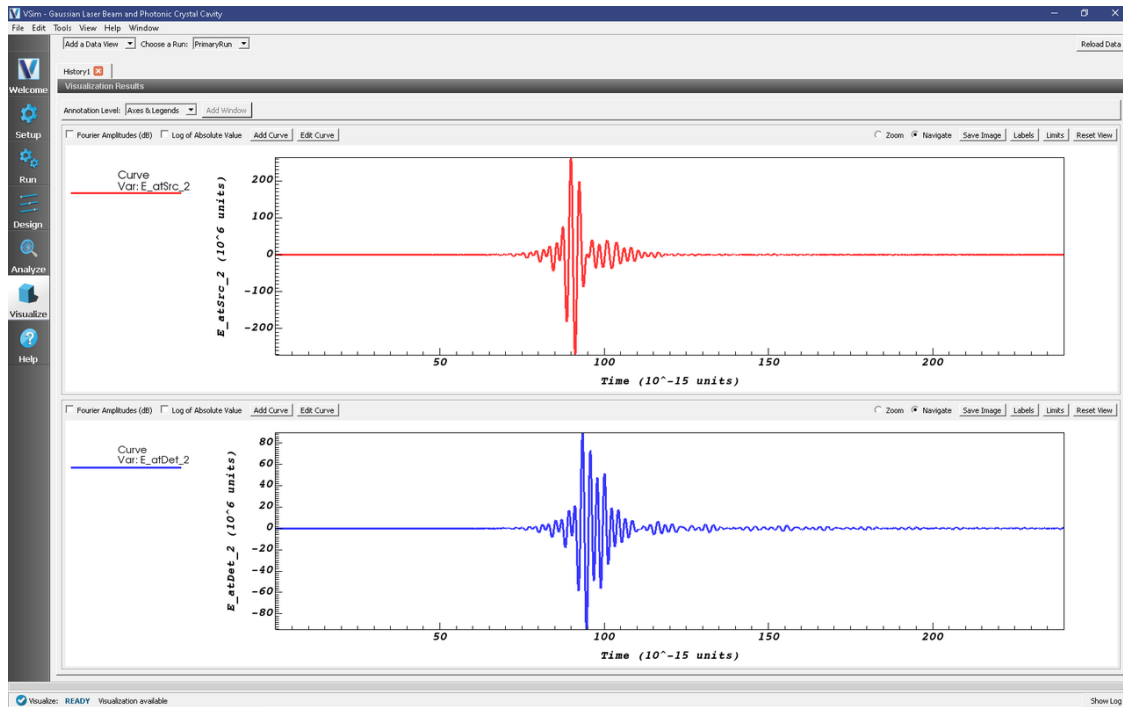 VSim - Gaussian Laser Beam and Photonic Crystal Cavity
File Edit Tools View Help Window
Add a Data View Choose a Run: PrimaryRun Reload Data
Welcome
Setup
Run
Design
Analyze
Visualize
Help
History1
Visualization Results
Annotation Level: Axes & Legends Add Window
Fourier Amplitudes (dB) Log of Absolute Value Add Curve Edit Curve Zoom Navigate Save Image Labels Limits Reset View
Curve
Var: E_atSrc_2
E_atSrc_2 (10^6 units)
200
100
0
-100
-200
50 100 150 200
Time (10^-15 units)
Fourier Amplitudes (dB) Log of Absolute Value Add Curve Edit Curve Zoom Navigate Save Image Labels Limits Reset View
Curve
Var: E_atDet_2
E_atDet_2 (10^6 units)
80
60
40
20
0
-20
-40
-60
-80
50 100 150 200
Time (10^-15 units)
Visualize: READY Visualization available Show Log